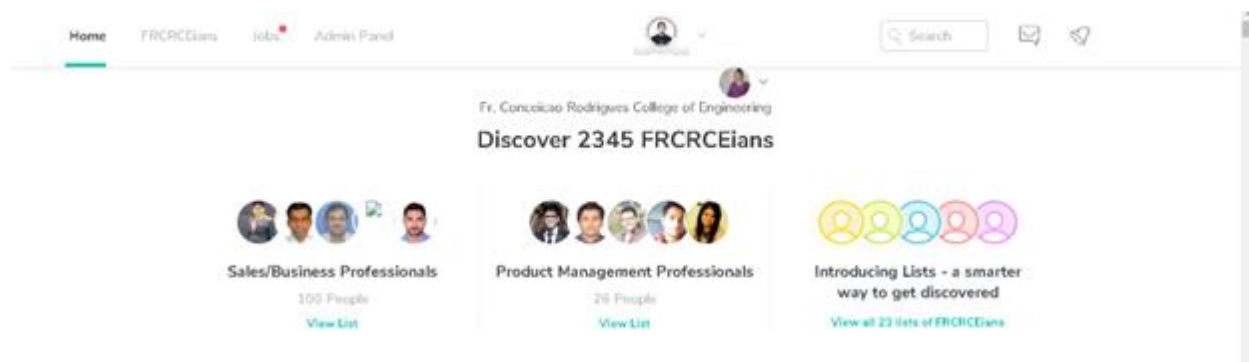 Home
FRCRCEians
Jobs
Admin Panel
Search
Fr. Conceicao Rodrigues College of Engineering
Discover 2345 FRCRCEians
Sales/Business Professionals
100 People
View List
Product Management Professionals
26 People
View List
Introducing Lists - a smarter
way to get discovered
View all 23 lists of FRCRCEians